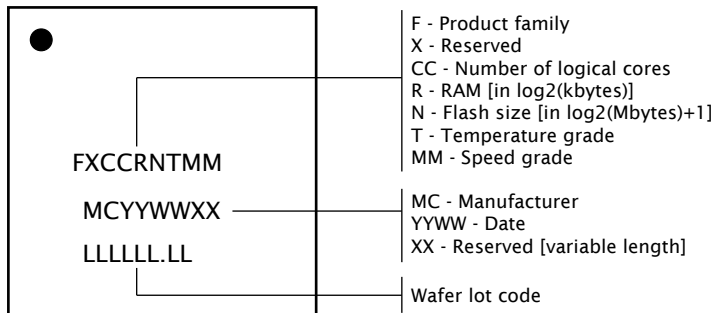 FXCCRNTMM
MCYYWWXX
LLLLLL.LL
F - Product family
X - Reserved
CC - Number of logical cores
R - RAM [in log2(kbytes)]
N - Flash size [in log2(Mbytes)+1]
T - Temperature grade
MM - Speed grade
MC - Manufacturer
YYWW - Date
XX - Reserved [variable length]
Wafer lot code